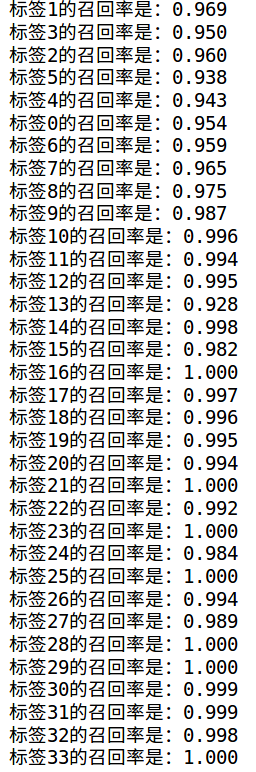 标签1的召回率是：0.969
标签3的召回率是：0.950
标签2的召回率是：0.960
标签5的召回率是：0.938
标签4的召回率是：0.943
标签0的召回率是：0.954
标签6的召回率是：0.959
标签7的召回率是：0.965
标签8的召回率是：0.975
标签9的召回率是：0.987
标签10的召回率是：0.996
标签11的召回率是：0.994
标签12的召回率是：0.995
标签13的召回率是：0.928
标签14的召回率是：0.998
标签15的召回率是：0.982
标签16的召回率是：1.000
标签17的召回率是：0.997
标签18的召回率是：0.996
标签19的召回率是：0.995
标签20的召回率是：0.994
标签21的召回率是：1.000
标签22的召回率是：0.992
标签23的召回率是：1.000
标签24的召回率是：0.984
标签25的召回率是：1.000
标签26的召回率是：0.994
标签27的召回率是：0.989
标签28的召回率是：1.000
标签29的召回率是：1.000
标签30的召回率是：0.999
标签31的召回率是：0.999
标签32的召回率是：0.998
标签33的召回率是：1.000